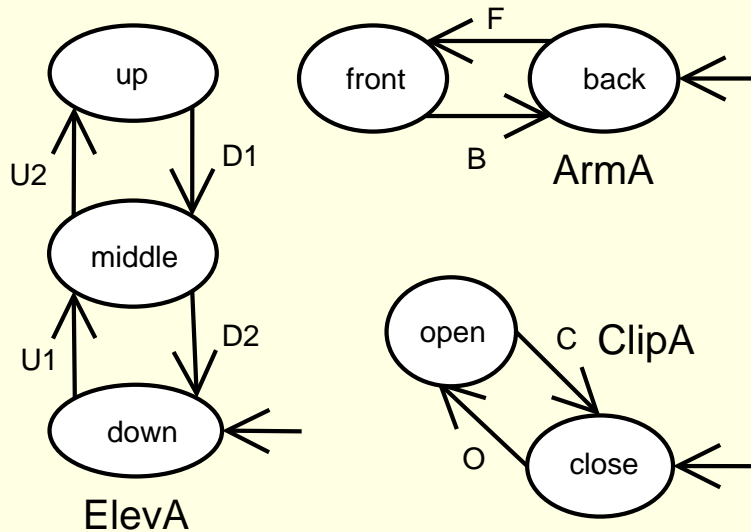 up
U2
D1
middle
U1
D2
down
ElevA
F
front
back
B
ArmA
open
C
ClipA
O
close